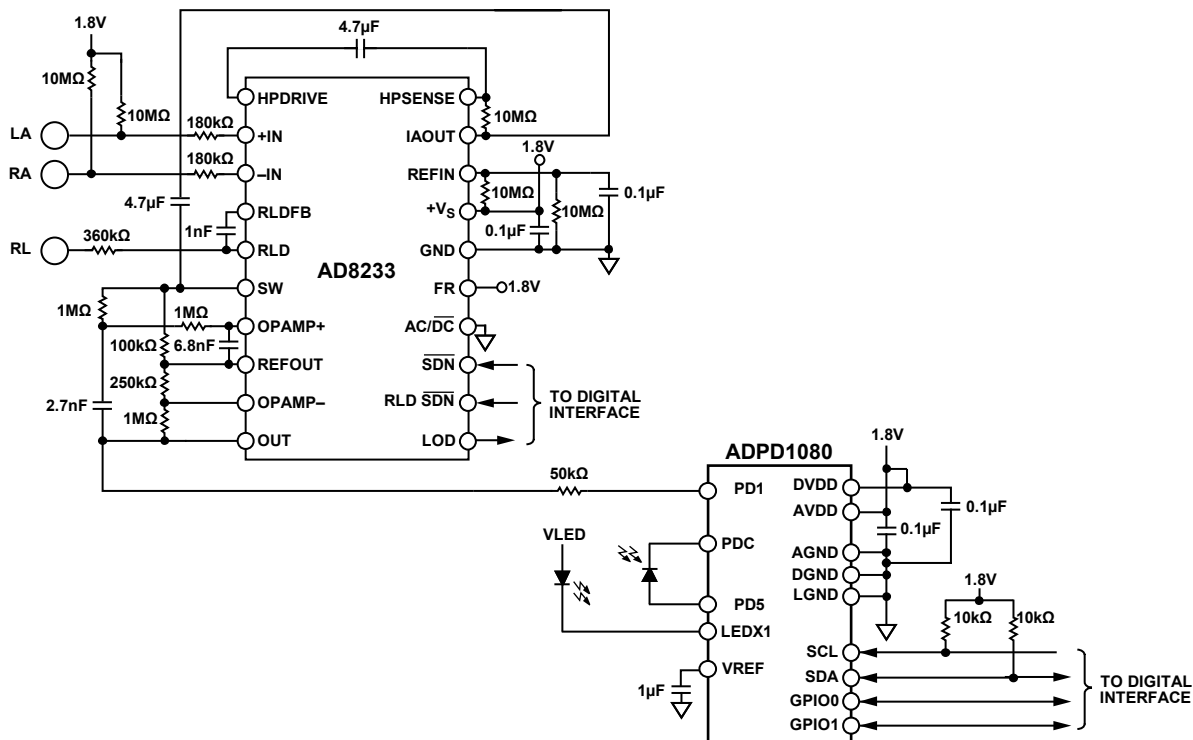 1.8V
4.7µF
10MΩ
10MΩ
HPDRIVE
HPSENSE
10MΩ
LA
180kΩ
+IN
IAOUT
1.8V
RA
180kΩ
–IN
REFIN
10MΩ
0.1µF
4.7µF
RLDFB
+VS
10MΩ
1nF
0.1µF
RL
360kΩ
RLD
GND
AD8233
SW
FR
1.8V
1MΩ
1MΩ
OPAMP+
AC/DC
100kΩ
6.8nF
REFOUT
SDN
250kΩ
TO DIGITAL
INTERFACE
2.7nF
OPAMP–
RLD SDN
1MΩ
OUT
LOD
1.8V
ADPD1080
50kΩ
PD1
DVDD
0.1µF
AVDD
0.1µF
VLED
PDC
AGND
DGND
1.8V
PD5
LGND
10kΩ
10kΩ
LEDX1
SCL
VREF
SDA
TO DIGITAL
INTERFACE
1µF
GPIO0
GPIO1